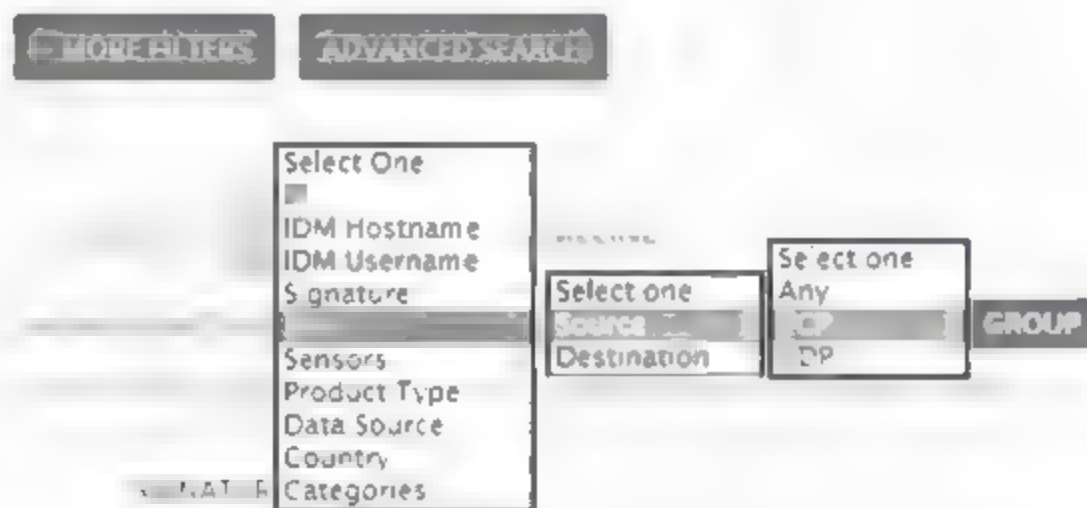 MORE FILTERS
ADVANCED SEARCH
Select One
IDM Hostname
IDM Username
Signature
Sensors
Product Type
Data Source
Country
Categories
Select one
Source
Destination
Select one
Any
GROUP